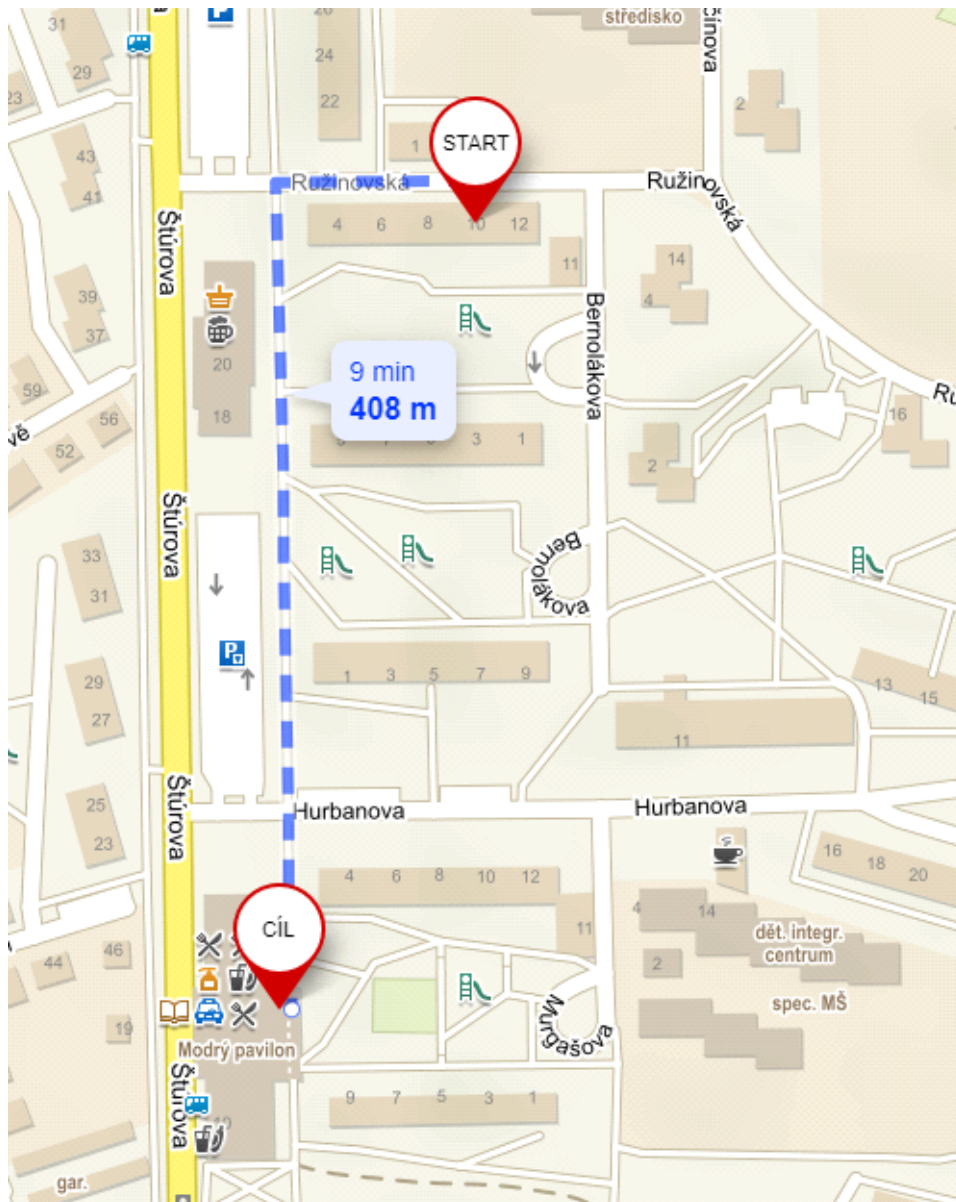 31
29
23
26
24
22
středisko
1
START
2
43
41
Ružinovská
Ružinovská
Štúrova
4
6
8
10
12
11
14
4
39
37
20
18
Bernolákova
9 min
408 m
59
56
52
16
3
1
2
Štúrova
Bernolákova
33
31
P
29
27
1
3
5
7
9
13
15
11
25
23
Štúrova
Hurbanova
Hurbanova
16
18
20
4
6
8
10
12
11
4
14
2
CÍL
dět. integr.
centrum
spec. MŠ
46
44
19
Modrý pavilon
Murgašova
Štúrova
9
7
5
3
1
gar.